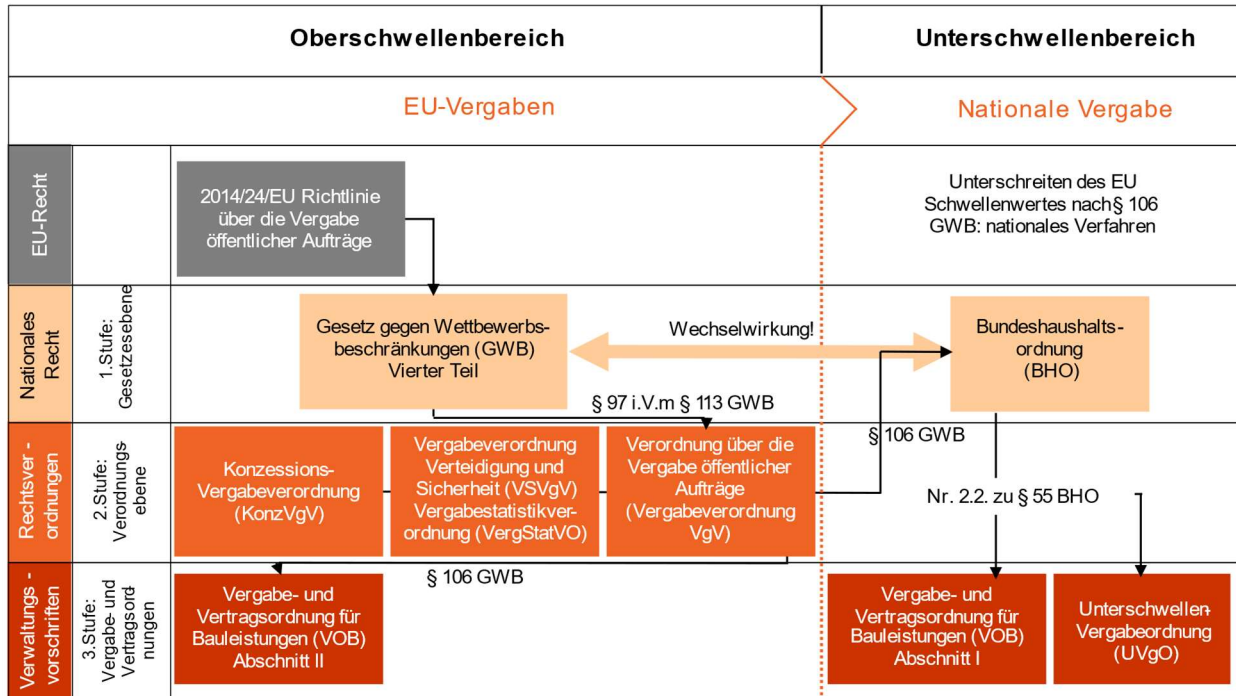 Oberschwellenbereich
Unterschwellenbereich
EU-Vergaben
Nationale Vergabe
EU-Recht
2014/24/EU Richtlinie
über die Vergabe
öffentlicher Aufträge
Unterschreiten des EU
Schwellenwertes nach § 106
GWB: nationales Verfahren
Nationales
Recht
1.Stufe:
Gesetzesebene
Gesetz gegen Wettbewerbs-
beschränkungen (GWB)
Vierter Teil
Wechselwirkung!
Bundeshaushalts-
ordnung
(BHO)
§ 97 i.V.m § 113 GWB
§ 106 GWB
Rechtsver -
ordnungen
2.Stufe:
Verordnungs-
ebene
Konzessions-
Vergabeverordnung
(KonzVgV)
Vergabeverordnung
Verteidigung und
Sicherheit (VSVgV)
Vergabestatistikver-
ordnung (VergStatVO)
Verordnung über die
Vergabe öffentlicher
Aufträge
(Vergabeverordnung
VgV)
Nr. 2.2. zu § 55 BHO
§ 106 GWB
Verwaltungs -
vorschriften
3.Stufe:
Vergabe- und
Vertragsord
nungen
Vergabe- und
Vertragsordnung für
Bauleistungen (VOB)
Abschnitt II
Vergabe- und
Vertragsordnung für
Bauleistungen (VOB)
Abschnitt I
Unterschwellen-
Vergabeordnung
(UVgO)